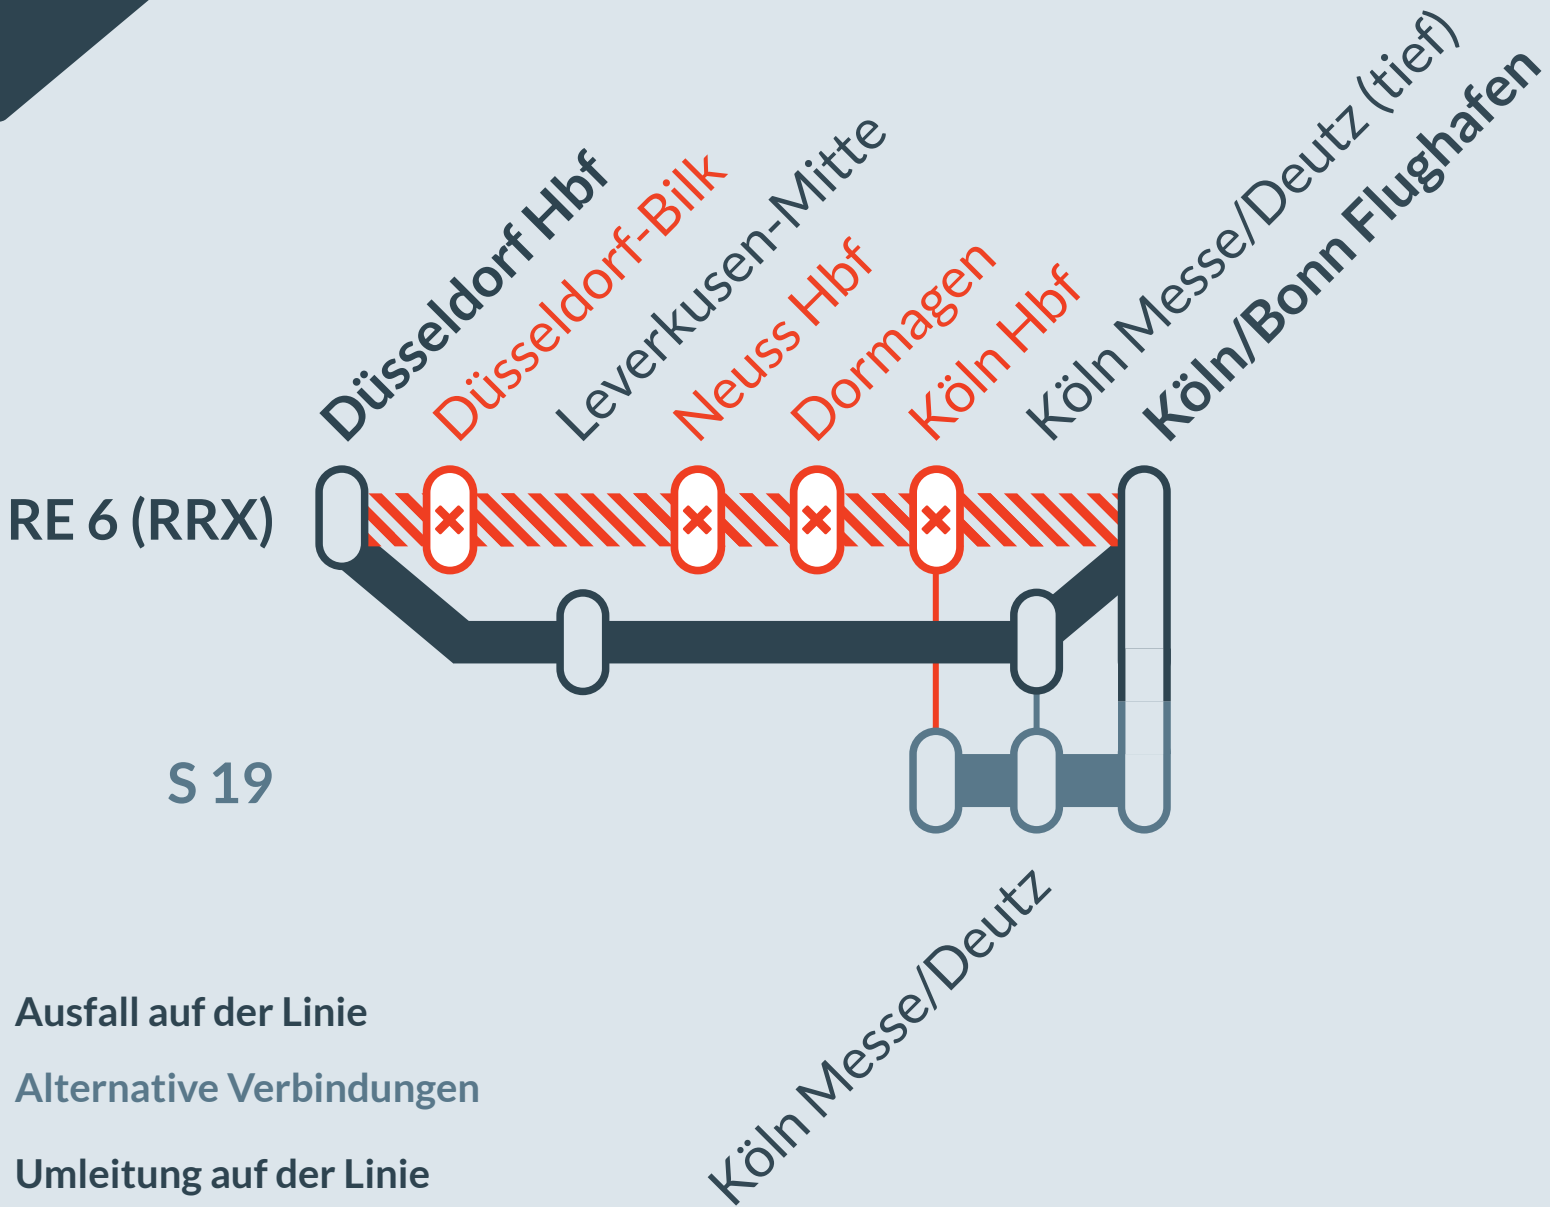 Düsseldorf Hbf
Düsseldorf-Bilk
Leverkusen-Mitte
Neuss Hbf
Dormagen
Köln Hbf
Köln Messe/Deutz (tief)
Köln/Bonn Flughafen
RE 6 (RRX)
S 19
Köln Messe/Deutz
Ausfall auf der Linie
Alternative Verbindungen
Umleitung auf der Linie